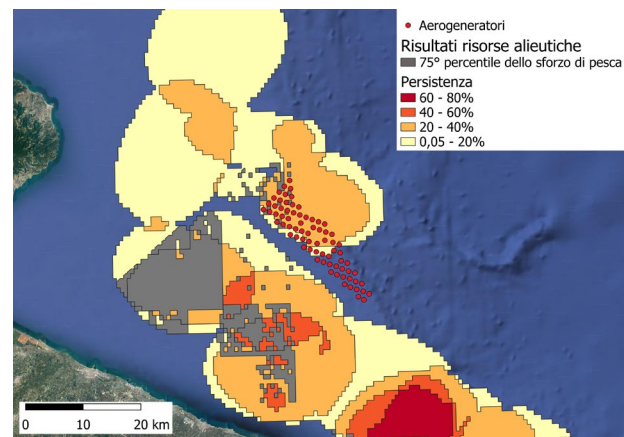 Aerogeneratori
Risultati risorse alieutiche
75° percentile dello sforzo di pesca
Persistenza
60 - 80%
40 - 60%
20 - 40%
0,05 - 20%
0 10 20 km